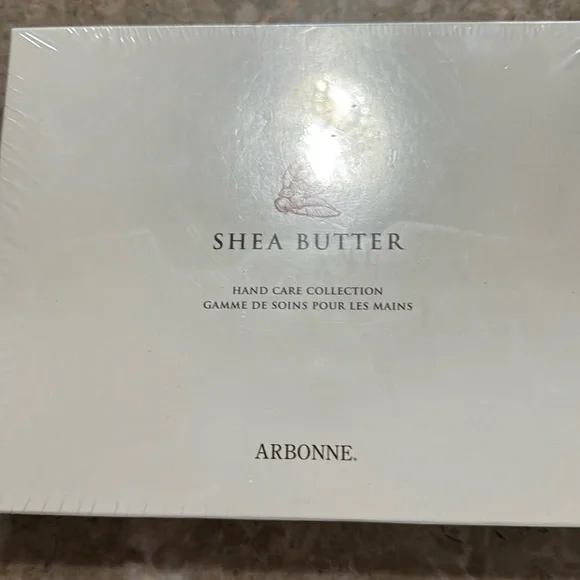 SHEA BUTTER
HAND CARE COLLECTION
GAMME DE SOINS POUR LES MAINS
ARBONNE.